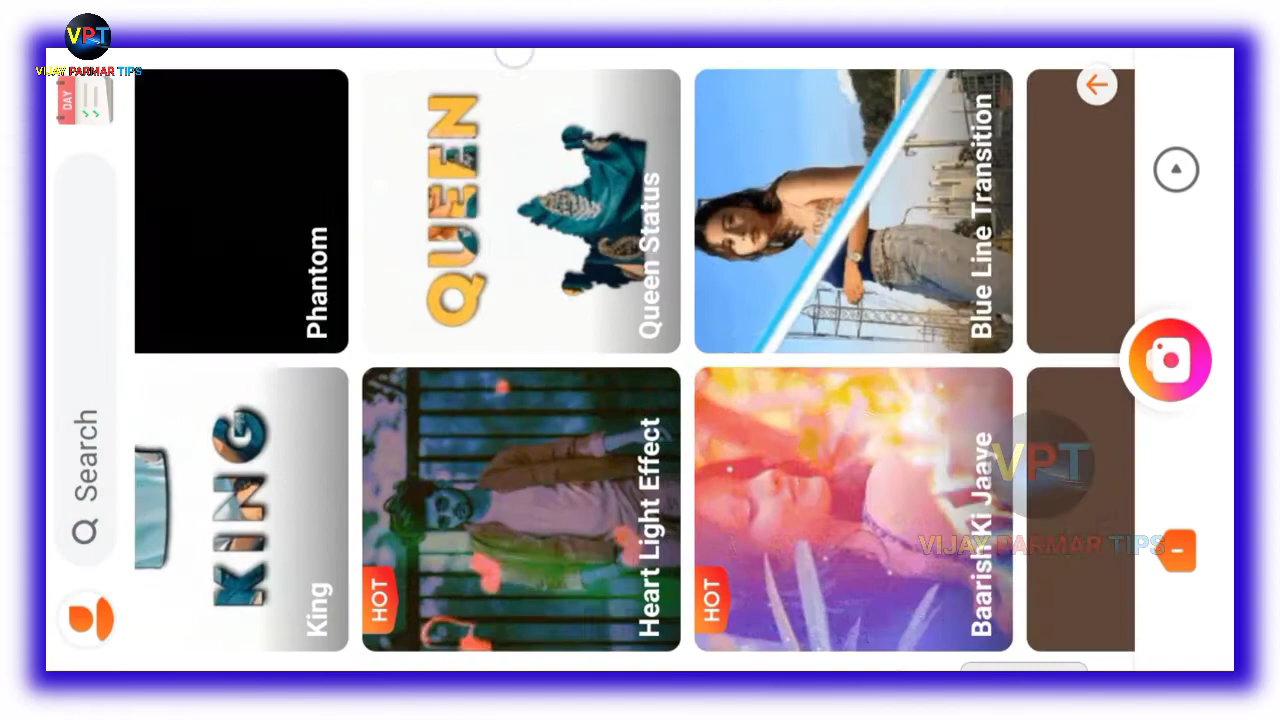 VPT
VIJAY PARMAR TIPS
DAY
Search
KING
King
Phantom
HOT
Heart Light Effect
QUEEN
Queen Status
HOT
Baarish Ki Jaaye
Blue Line Transition
VPT
VIJAY PARMAR TIPS